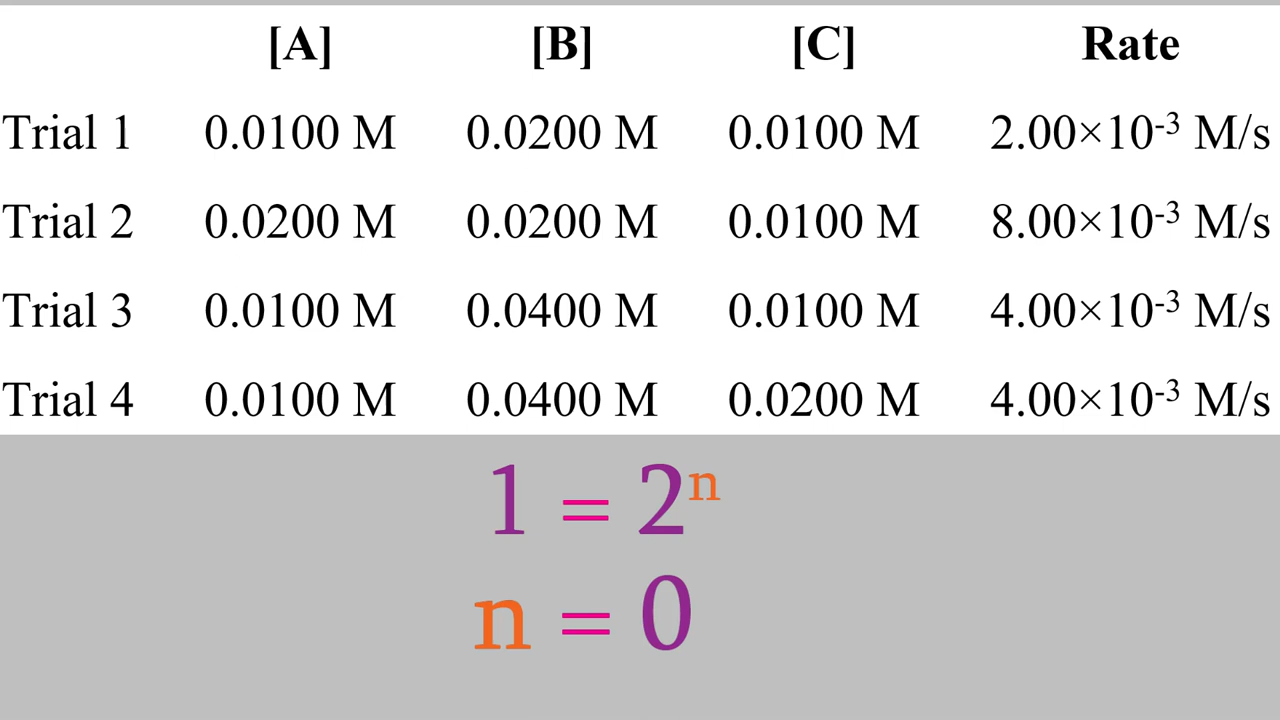 [A] [B] [C] Rate
Trial 1 0.0100 M 0.0200 M 0.0100 M 2.00×10⁻³ M/s
Trial 2 0.0200 M 0.0200 M 0.0100 M 8.00×10⁻³ M/s
Trial 3 0.0100 M 0.0400 M 0.0100 M 4.00×10⁻³ M/s
Trial 4 0.0100 M 0.0400 M 0.0200 M 4.00×10⁻³ M/s
1 = 2ⁿ
n = 0